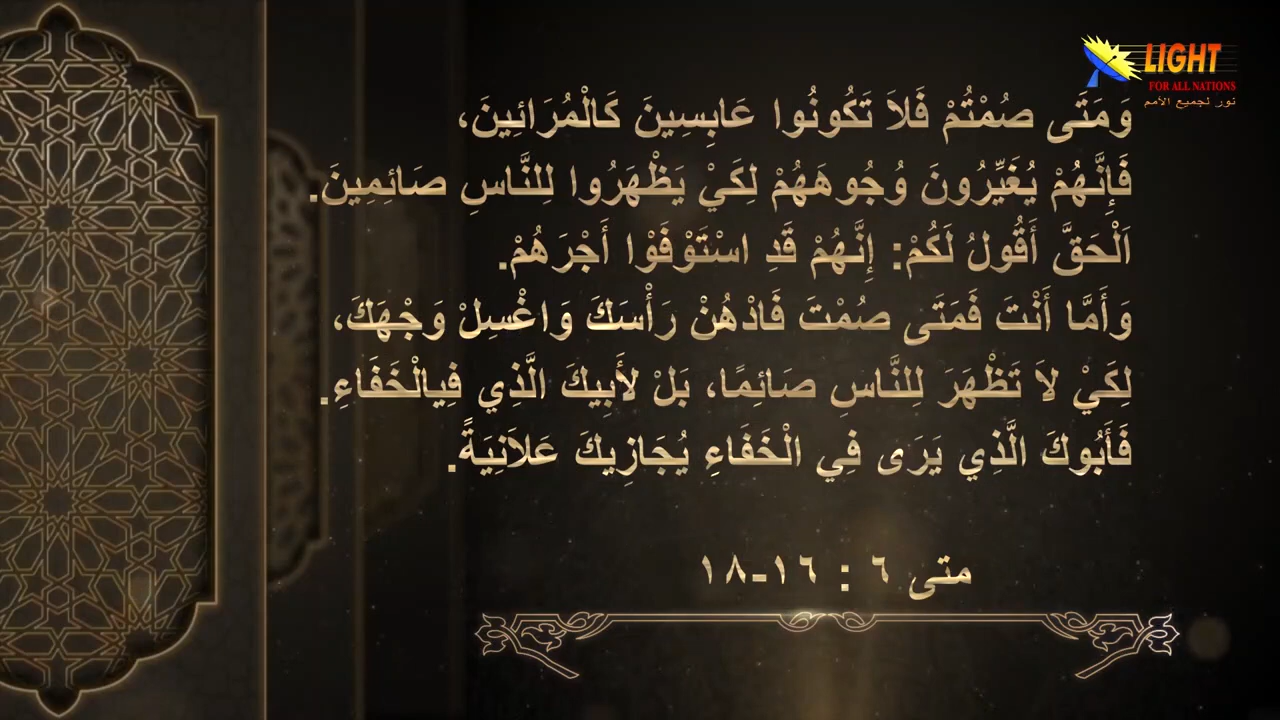 LIGHT
FOR ALL NATIONS
نور لجميع الأمم
وَمَتَى صُمْتُمْ فَلاَ تَكُونُوا عَابِسِينَ كَالْمُرَائِينَ،
فَإِنَّهُمْ يُغَيِّرُونَ وُجُوهَهُمْ لِكَيْ يَظْهَرُوا لِلنَّاسِ صَائِمِينَ.
اَلْحَقَّ أَقُولُ لَكُمْ: إِنَّهُمْ قَدِ اسْتَوْفَوْا أَجْرَهُمْ.
وَأَمَّا أَنْتَ فَمَتَى صُمْتَ فَادْهُنْ رَأْسَكَ وَاغْسِلْ وَجْهَكَ،
لِكَيْ لاَ تَظْهَرَ لِلنَّاسِ صَائِمًا، بَلْ لأَبِيكَ الَّذِي فِيالْخَفَاءِ.
فَأَبُوكَ الَّذِي يَرَى فِي الْخَفَاءِ يُجَازِيكَ عَلاَنِيَةً.
متى ٦ : ١٦-١٨